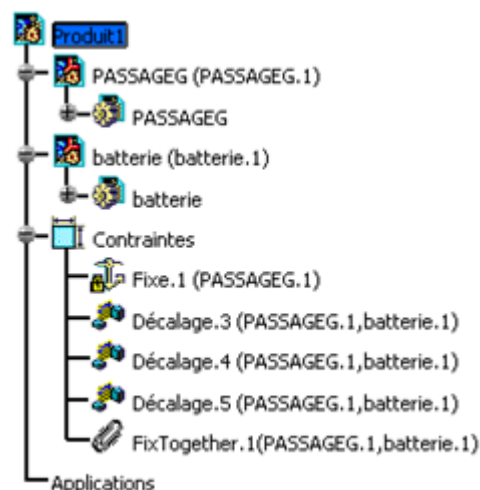 Produit1
PASSAGEG (PASSAGEG.1)
PASSAGEG
batterie (batterie.1)
batterie
Contraintes
Fixe.1 (PASSAGEG.1)
Décalage.3 (PASSAGEG.1,batterie.1)
Décalage.4 (PASSAGEG.1,batterie.1)
Décalage.5 (PASSAGEG.1,batterie.1)
FixTogether.1(PASSAGEG.1,batterie.1)
Applications